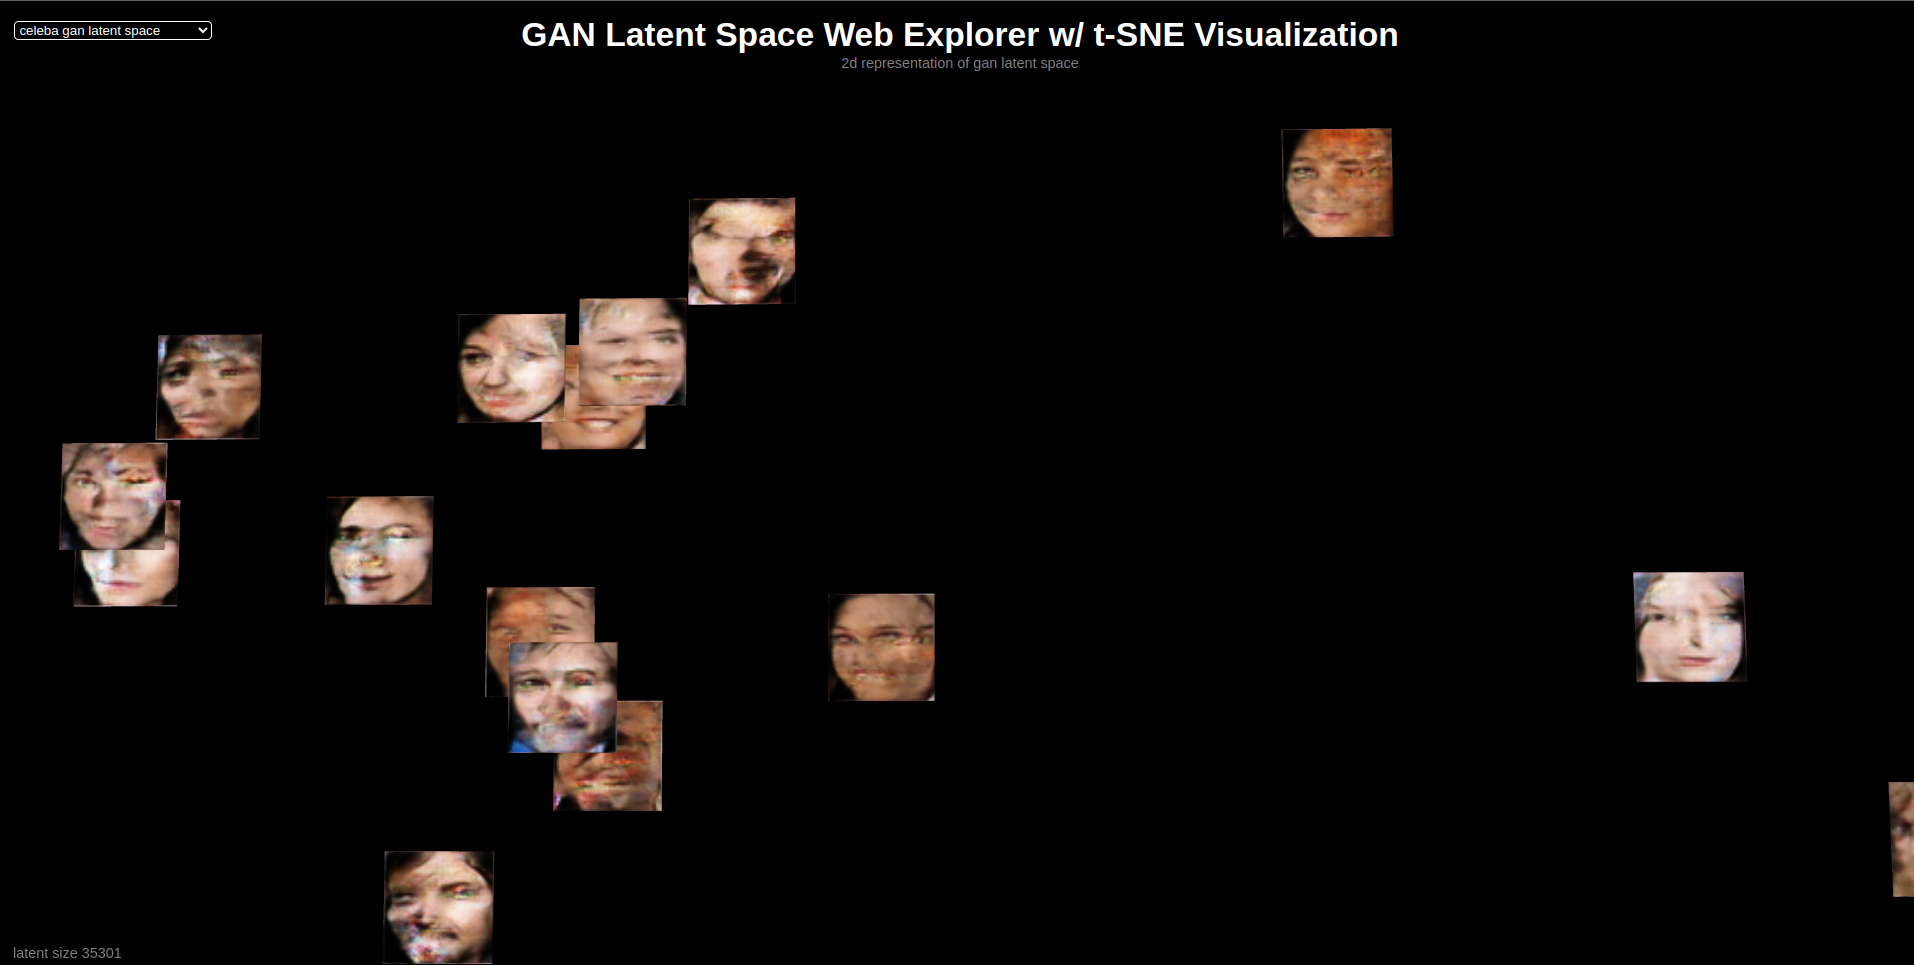 celeba gan latent space
GAN Latent Space Web Explorer w/ t-SNE Visualization
2d representation of gan latent space
latent size 35301